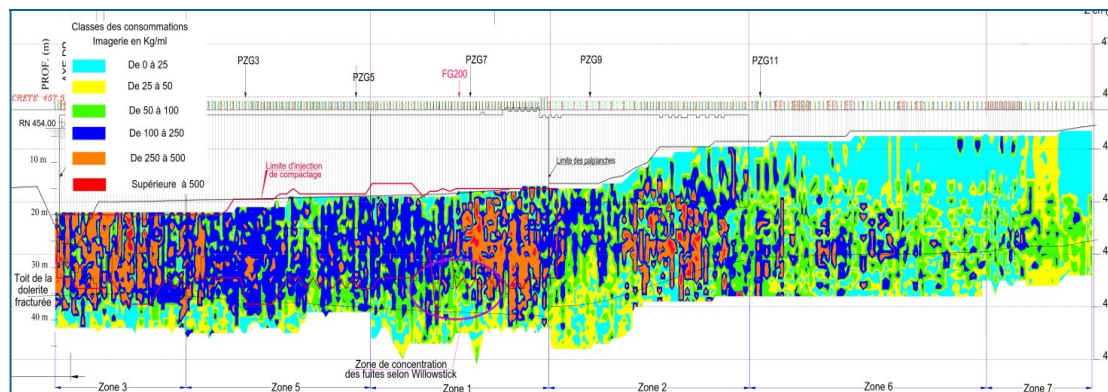 Classes des consommations
Imagerie en Kg/ml
De 0 à 25
De 25 à 50
De 50 à 100
De 100 à 250
De 250 à 500
Supérieure à 500
PROF. (m)
CRETE 457.5
RN 454.00
10 m
20 m
30 m
40 m
Toit de la
dolerite
fracturée
PZG3
PZG5
FG200
PZG7
PZG9
PZG11
Limite d'injection
de compactage
Limite des palplanches
Zone de concentration
des fuites selon Willowstick
Zone 3
Zone 5
Zone 1
Zone 2
Zone 6
Zone 7